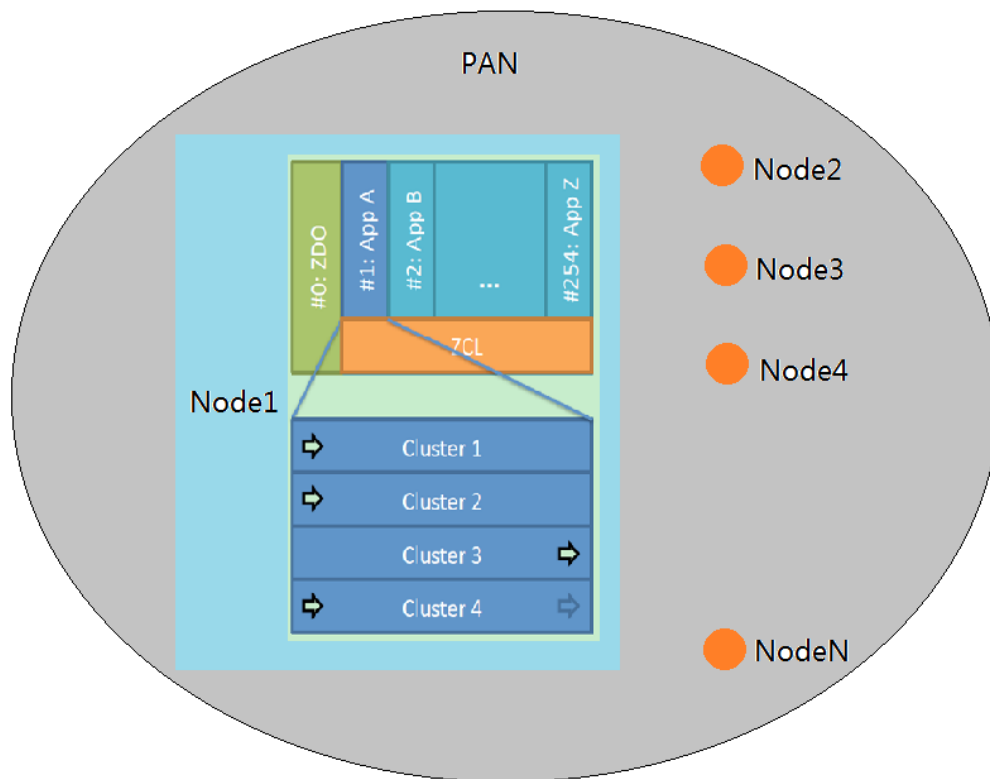 PAN
#0: ZDO
#1: App A
#2: App B
...
#254: App Z
ZCL
Node1
Cluster 1
Cluster 2
Cluster 3
Cluster 4
Node2
Node3
Node4
NodeN